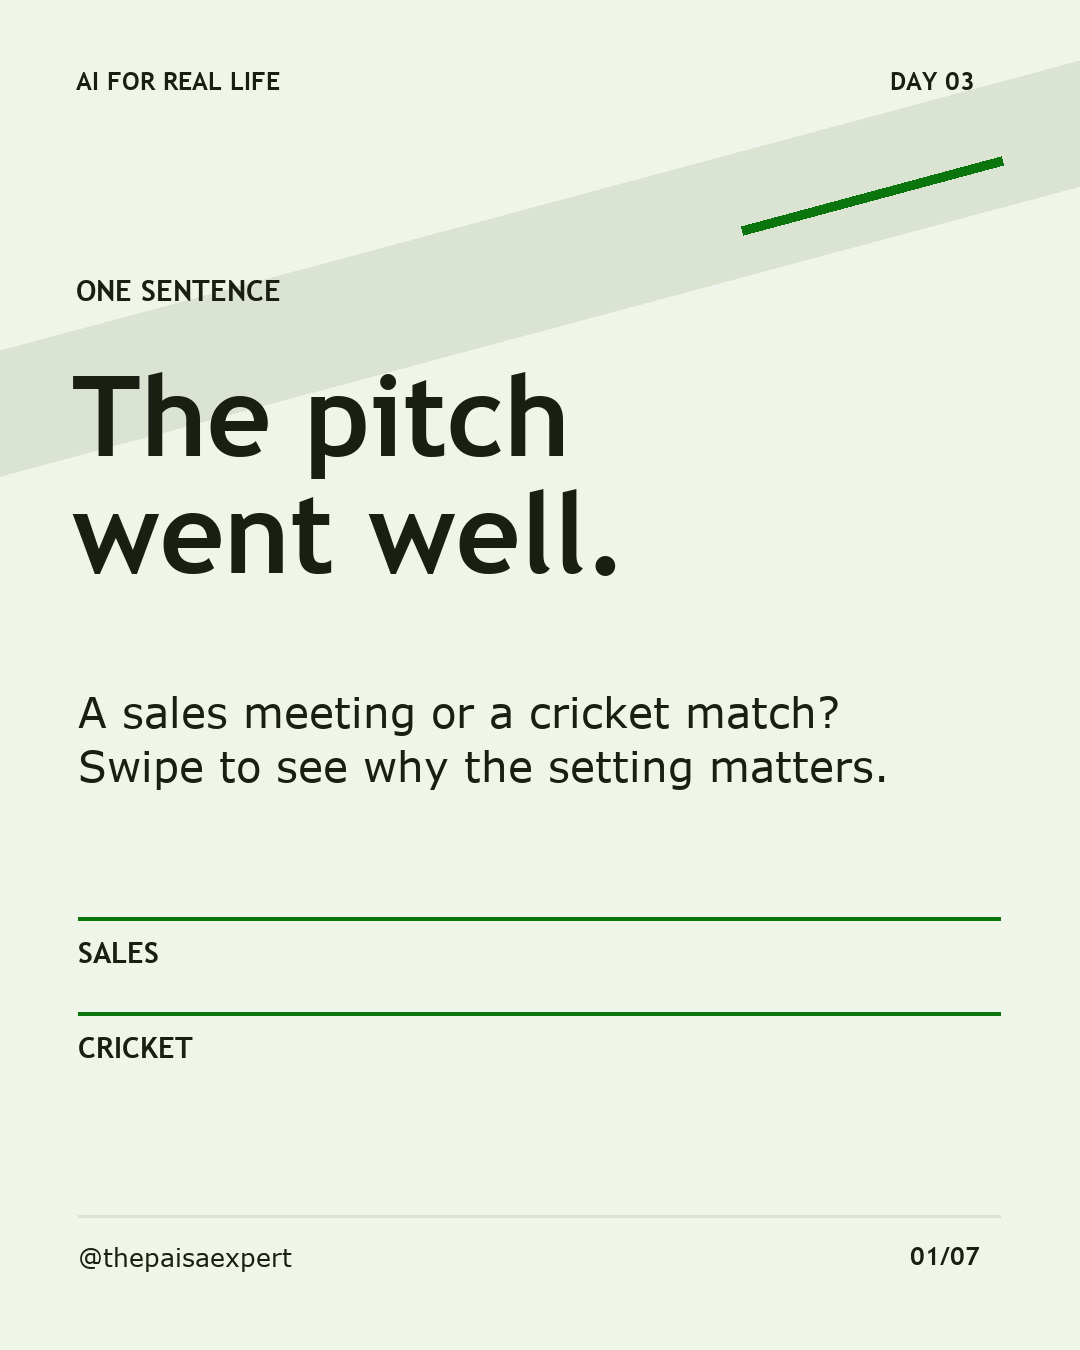 AI FOR REAL LIFE
DAY 03
ONE SENTENCE
The pitch
went well.
A sales meeting or a cricket match?
Swipe to see why the setting matters.
SALES
CRICKET
@thepaisaexpert
01/07